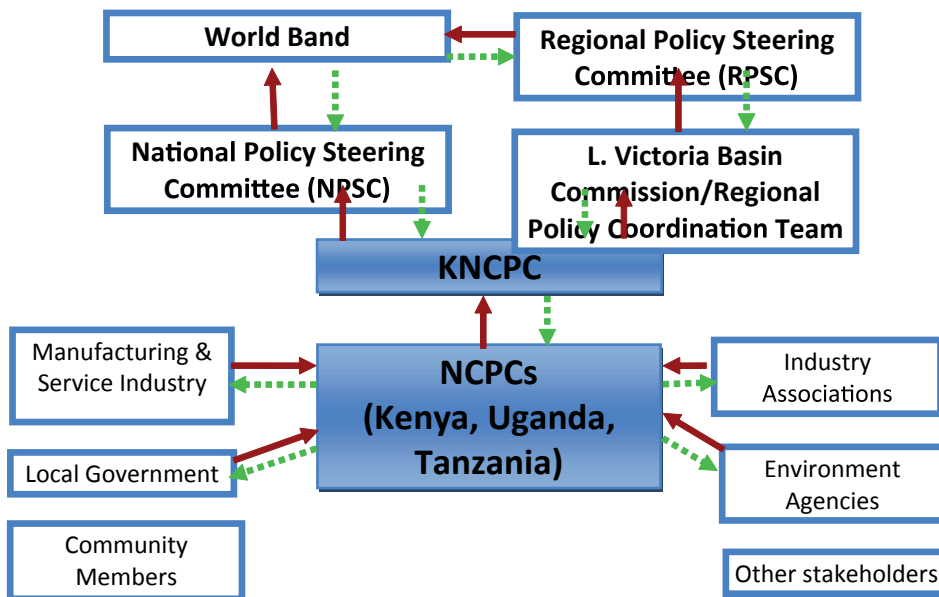 World Band
Regional Policy Steering
Committee (RPSC)
National Policy Steering
Committee (NPSC)
L. Victoria Basin
Commission/Regional
Policy Coordination Team
KNCPC
Manufacturing &
Service Industry
NCPCs
(Kenya, Uganda,
Tanzania)
Industry
Associations
Local Government
Environment
Agencies
Community
Members
Other stakeholders